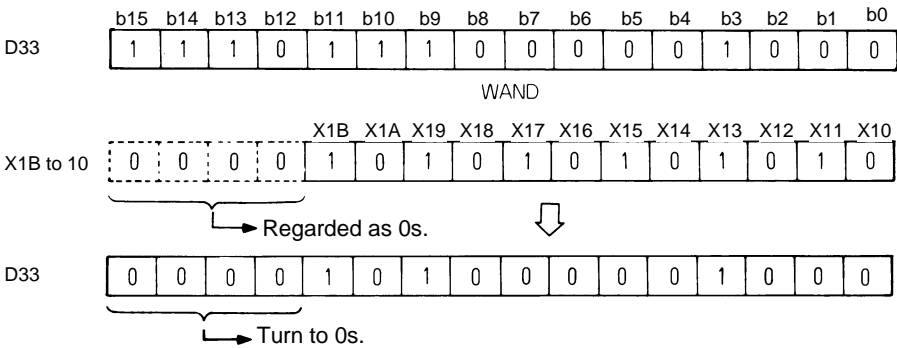 b15 b14 b13 b12 b11 b10 b9 b8 b7 b6 b5 b4 b3 b2 b1 b0
D33 1 1 1 0 1 1 1 0 0 0 0 0 1 0 0 0
WAND
X1B X1A X19 X18 X17 X16 X15 X14 X13 X12 X11 X10
X1B to 10 0 0 0 0 1 0 1 0 1 0 1 0 1 0 1 0
Regarded as 0s.
D33 0 0 0 0 1 0 1 0 0 0 0 0 1 0 0 0
Turn to 0s.